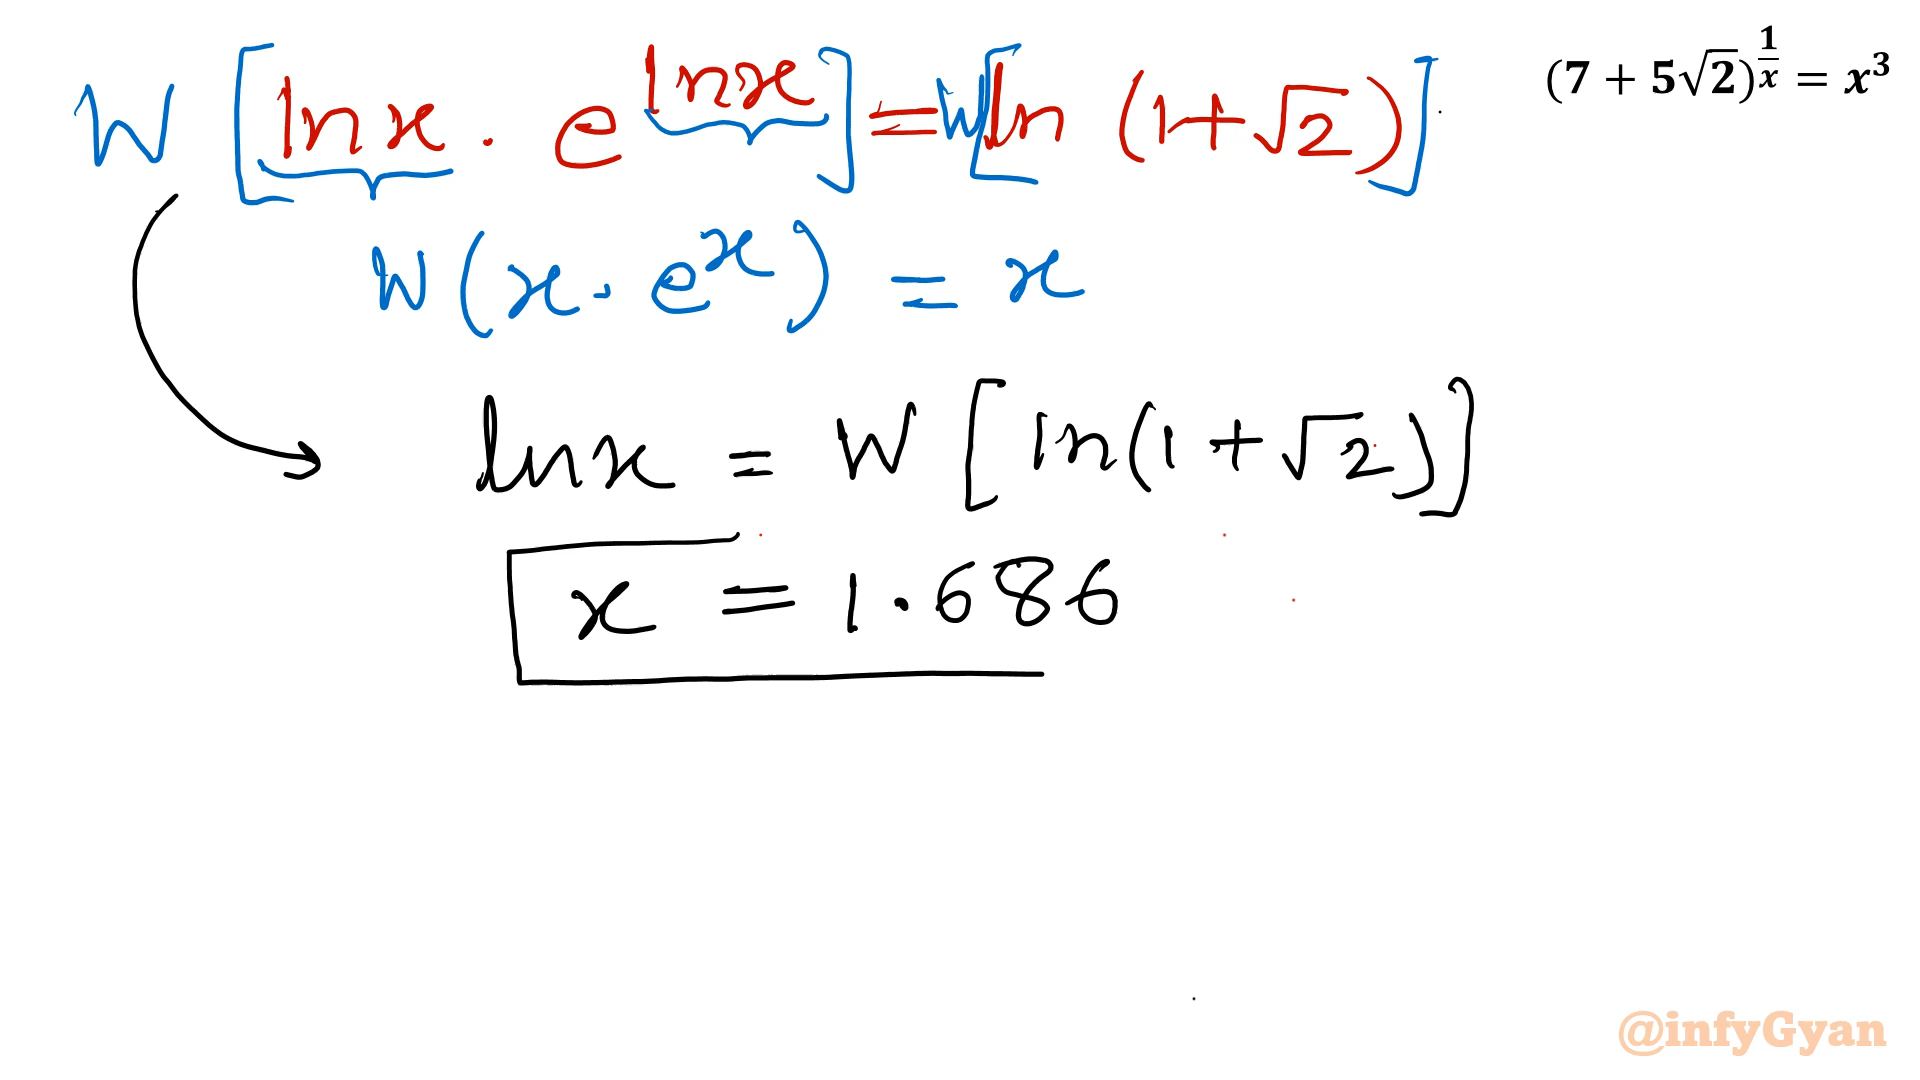 (7 + 5√2)^(1/x) = x³
W [ln x . e^(ln x)] = W[ln (1+√2)]
W(x . e^x) = x
ln x = W [ln(1+√2)]
x = 1.686
@infyGyan